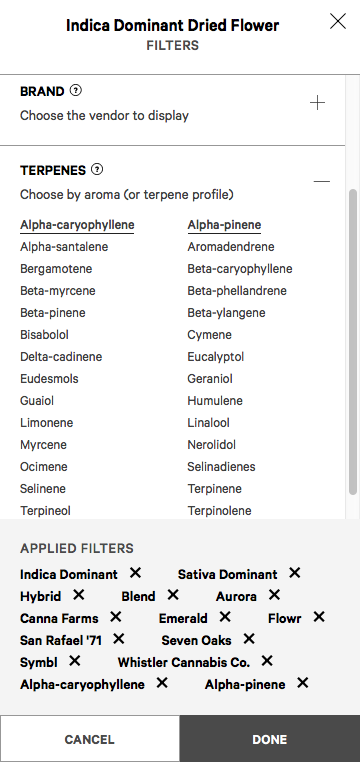 Indica Dominant Dried Flower
FILTERS
BRAND ?
Choose the vendor to display
TERPENES ?
Choose by aroma (or terpene profile)
Alpha-caryophyllene Alpha-pinene
Alpha-santalene Aromadendrene
Bergamotene Beta-caryophyllene
Beta-myrcene Beta-phellandrene
Beta-pinene Beta-ylangene
Bisabolol Cymene
Delta-cadinene Eucalyptol
Eudesmols Geraniol
Guaiol Humulene
Limonene Linalool
Myrcene Nerolidol
Ocimene Selinadienes
Selinene Terpinene
Terpineol Terpinolene
APPLIED FILTERS
Indica Dominant Sativa Dominant
Hybrid Blend Aurora
Canna Farms Emerald Flowr
San Rafael '71 Seven Oaks
Symbl Whistler Cannabis Co.
Alpha-caryophyllene Alpha-pinene
CANCEL DONE